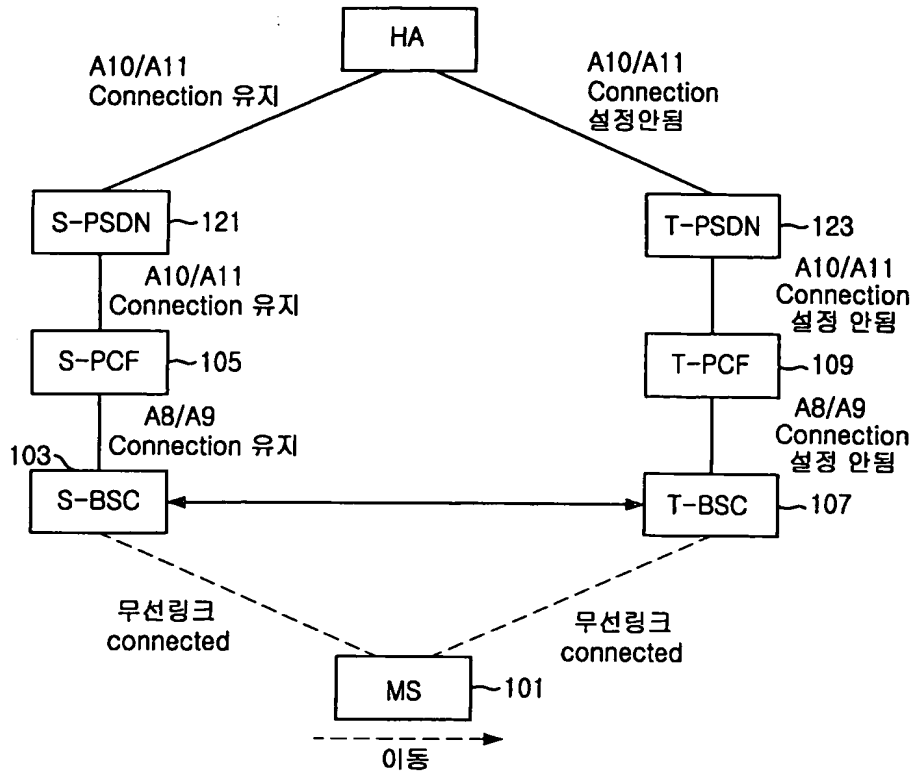 HA
A10/A11
Connection 유지
A10/A11
Connection
설정안됨
S-PSDN
121
T-PSDN
123
A10/A11
Connection 유지
A10/A11
Connection
설정 안됨
S-PCF
105
T-PCF
109
A8/A9
Connection 유지
A8/A9
Connection
설정 안됨
103
S-BSC
T-BSC
107
무선링크
connected
무선링크
connected
MS
101
이동